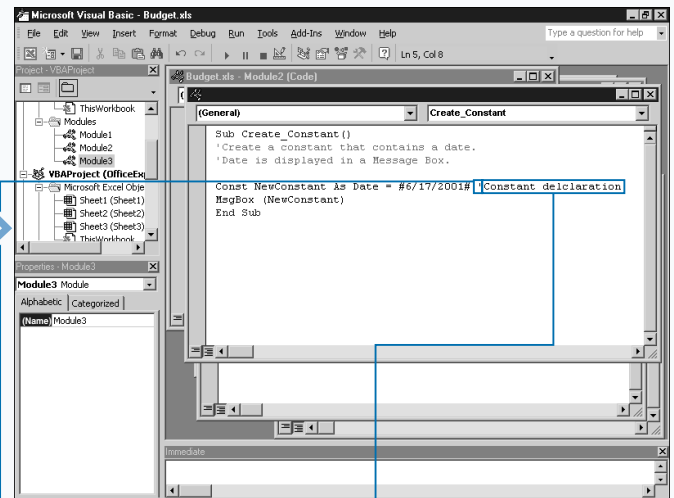 Microsoft Visual Basic - Budget.xls
File Edit View Insert Format Debug Run Tools Add-Ins Window Help
Type a question for help
Ln 5, Col 8
Project - VBAProject
ThisWorkbook
Modules
Module1
Module2
Module3
VBAProject (OfficeEx
Microsoft Excel Obje
Sheet1 (Sheet1)
Sheet2 (Sheet2)
Sheet3 (Sheet3)
ThisWorkbook
Properties - Module3
Module3 Module
Alphabetic Categorized
(Name) Module3
Budget.xls - Module2 (Code)
(General) Create_Constant
Sub Create_Constant()
'Create a constant that contains a date.
'Date is displayed in a Message Box.
Const NewConstant As Date = #6/17/2001# 'Constant delclaration
MsgBox (NewConstant)
End Sub
Immediate